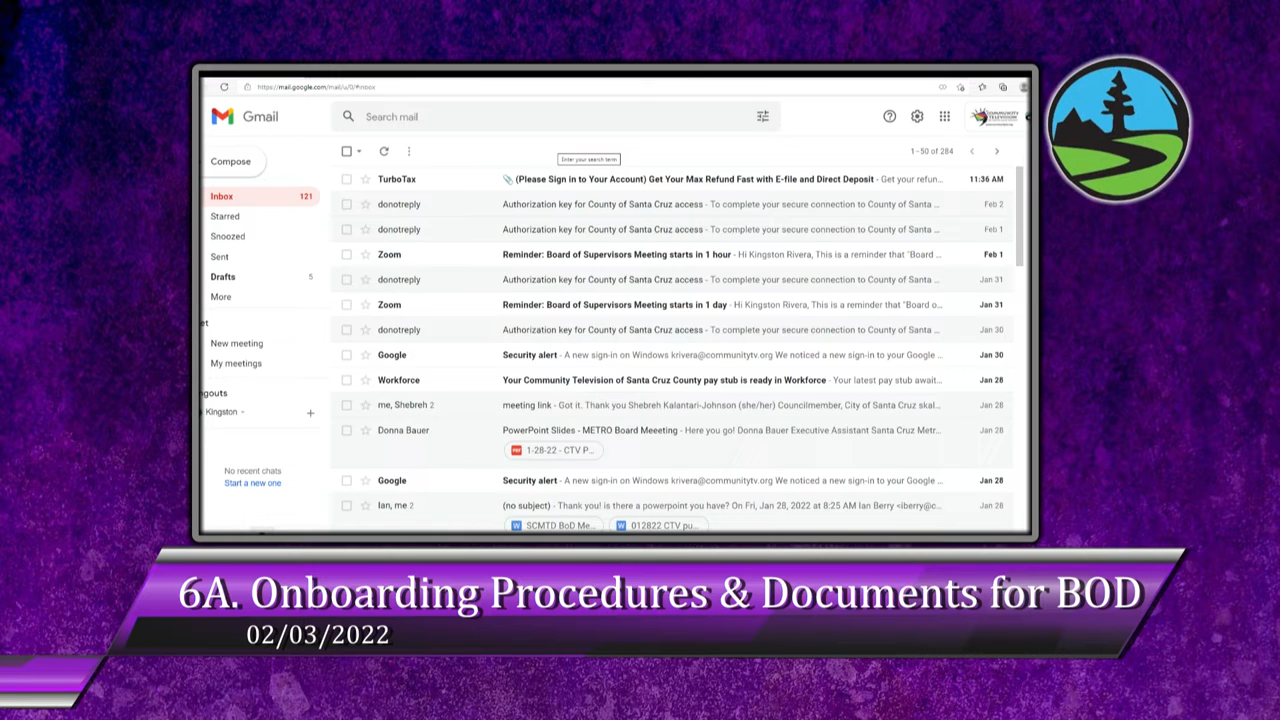 https://mail.google.com/mail/u/0/#inbox
Gmail
Search mail
COMMUNITY
TELEVISION
Compose
1–50 of 284
Enter your search term
Inbox 121
Starred
Snoozed
Sent
Drafts 5
More
et
New meeting
My meetings
ngouts
Kingston
No recent chats
Start a new one
TurboTax (Please Sign in to Your Account) Get Your Max Refund Fast with E-file and Direct Deposit - Get your refun... 11:36 AM
donotreply Authorization key for County of Santa Cruz access - To complete your secure connection to County of Santa ... Feb 2
donotreply Authorization key for County of Santa Cruz access - To complete your secure connection to County of Santa ... Feb 1
Zoom Reminder: Board of Supervisors Meeting starts in 1 hour - Hi Kingston Rivera, This is a reminder that "Board ... Feb 1
donotreply Authorization key for County of Santa Cruz access - To complete your secure connection to County of Santa ... Jan 31
Zoom Reminder: Board of Supervisors Meeting starts in 1 day - Hi Kingston Rivera, This is a reminder that "Board o... Jan 31
donotreply Authorization key for County of Santa Cruz access - To complete your secure connection to County of Santa ... Jan 30
Google Security alert - A new sign-in on Windows krivera@communitytv.org We noticed a new sign-in to your Google ... Jan 30
Workforce Your Community Television of Santa Cruz County pay stub is ready in Workforce - Your latest pay stub await... Jan 28
me, Shebreh 2 meeting link - Got it. Thank you Shebreh Kalantari-Johnson (she/her) Councilmember, City of Santa Cruz skal... Jan 28
Donna Bauer PowerPoint Slides - METRO Board Meeeting - Here you go! Donna Bauer Executive Assistant Santa Cruz Metr... Jan 28
PDF 1-28-22 - CTV P...
Google Security alert - A new sign-in on Windows krivera@communitytv.org We noticed a new sign-in to your Google ... Jan 28
Ian, me 2 (no subject) - Thank you! is there a powerpoint you have? On Fri, Jan 28, 2022 at 8:25 AM Ian Berry <iberry@c... Jan 28
W SCMTD BoD Me... W 012822 CTV pu...
6A. Onboarding Procedures & Documents for BOD
02/03/2022